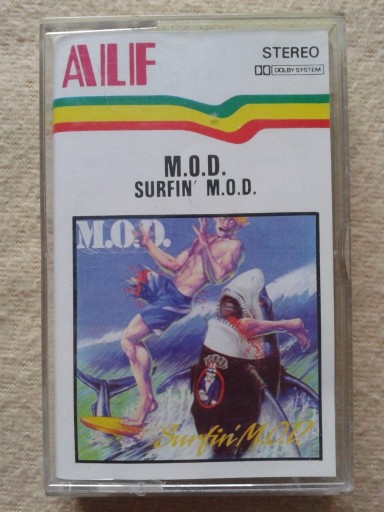 ALF
STEREO
DOLBY SYSTEM
M.O.D.
SURFIN' M.O.D.
M.O.D.
Surfin' M.O.D.